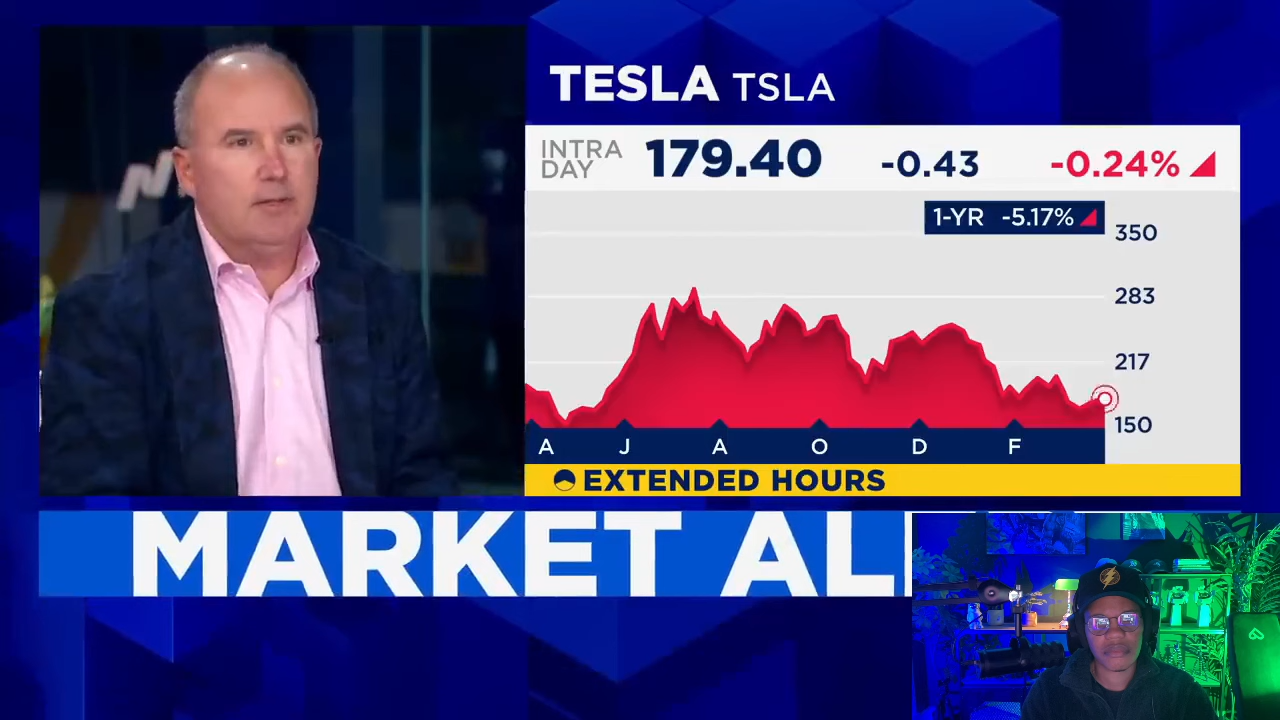 TESLA TSLA
INTRA DAY 179.40 -0.43 -0.24%
1-YR -5.17%
350
283
217
150
A J A O D F
EXTENDED HOURS
MARKET AL